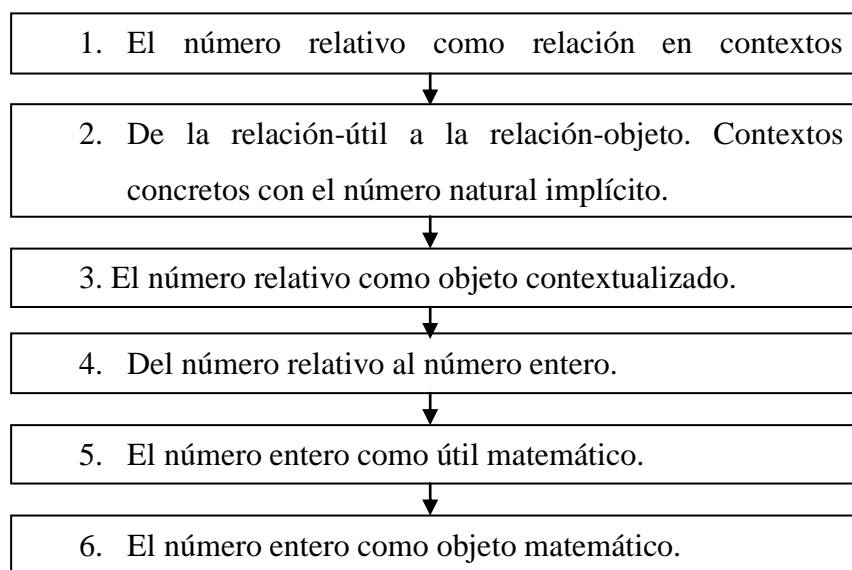 1. El número relativo como relación en contextos
2. De la relación-útil a la relación-objeto. Contextos
concretos con el número natural implícito.
3. El número relativo como objeto contextualizado.
4. Del número relativo al número entero.
5. El número entero como útil matemático.
6. El número entero como objeto matemático.